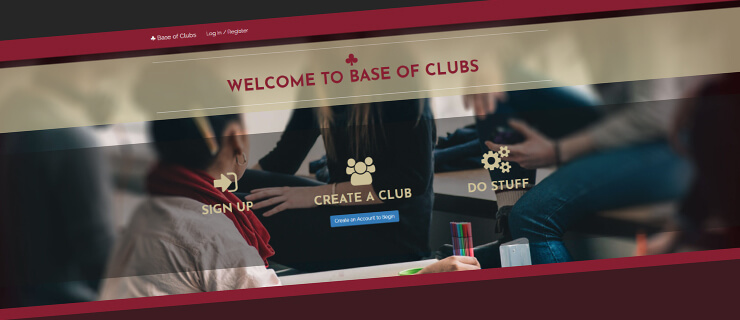 Base of Clubs
Log in / Register
WELCOME TO BASE OF CLUBS
SIGN UP
CREATE A CLUB
DO STUFF
Create an Account to Begin